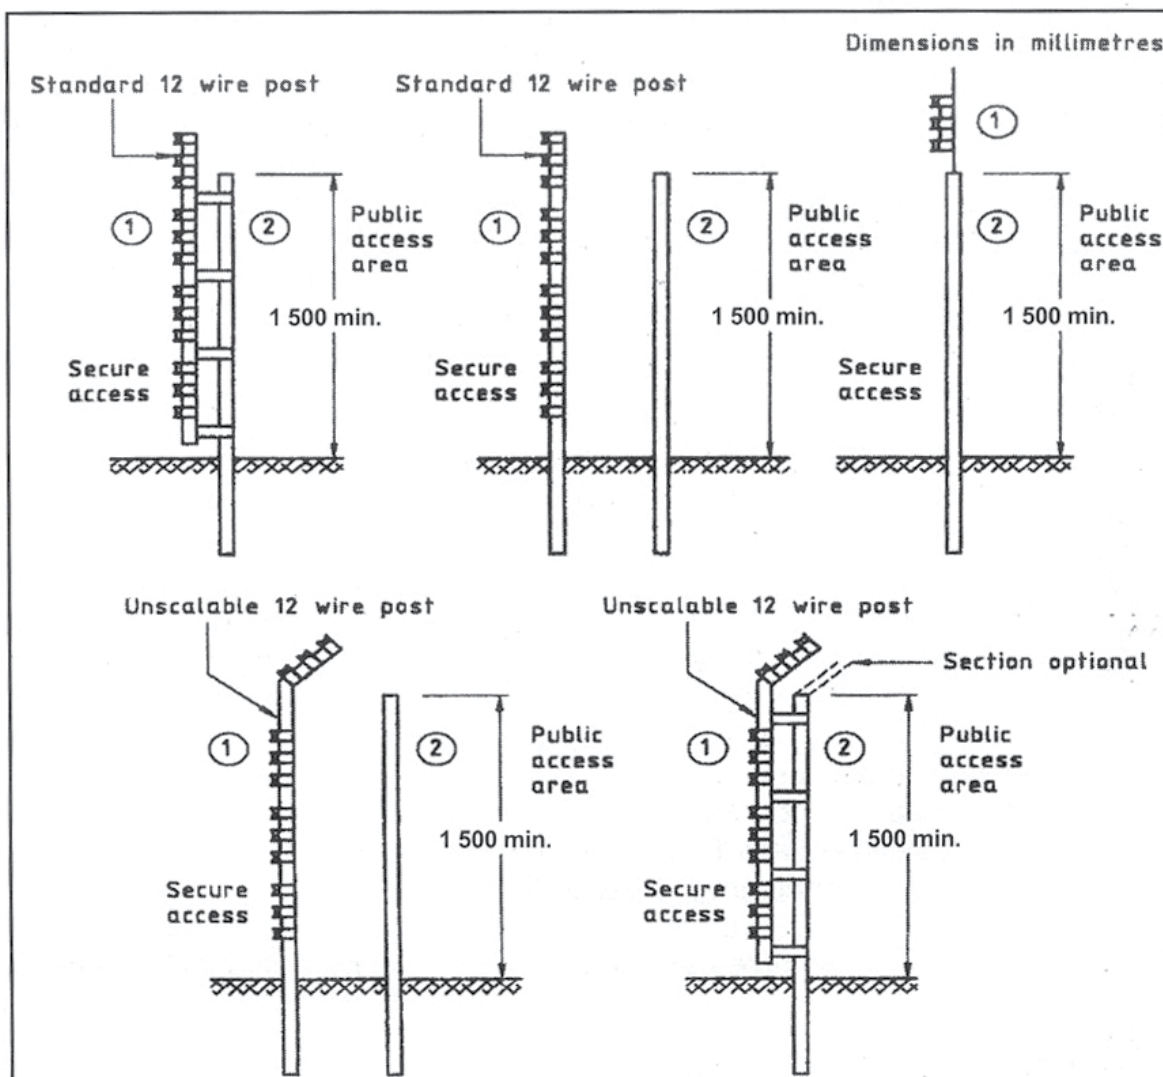 Dimensions in millimetres
Standard 12 wire post
Standard 12 wire post
1
2
Public
access
area
1 500 min.
Secure
access
1
2
Public
access
area
1 500 min.
Secure
access
1
2
Public
access
area
1 500 min.
Secure
access
Unscalable 12 wire post
1
2
Public
access
area
1 500 min.
Secure
access
Unscalable 12 wire post
Section optional
1
2
Public
access
area
1 500 min.
Secure
access